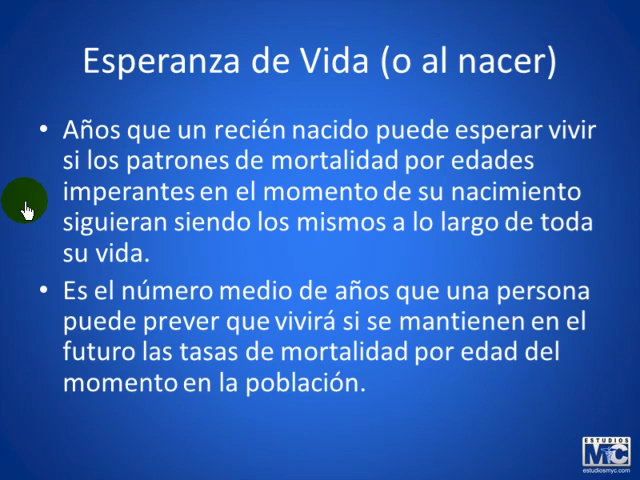 Esperanza de Vida (o al nacer)
• Años que un recién nacido puede esperar vivir
si los patrones de mortalidad por edades
imperantes en el momento de su nacimiento
siguieran siendo los mismos a lo largo de toda
su vida.
• Es el número medio de años que una persona
puede prever que vivirá si se mantienen en el
futuro las tasas de mortalidad por edad del
momento en la población.
ESTUDIOS
MyC
estudiosmyc.com